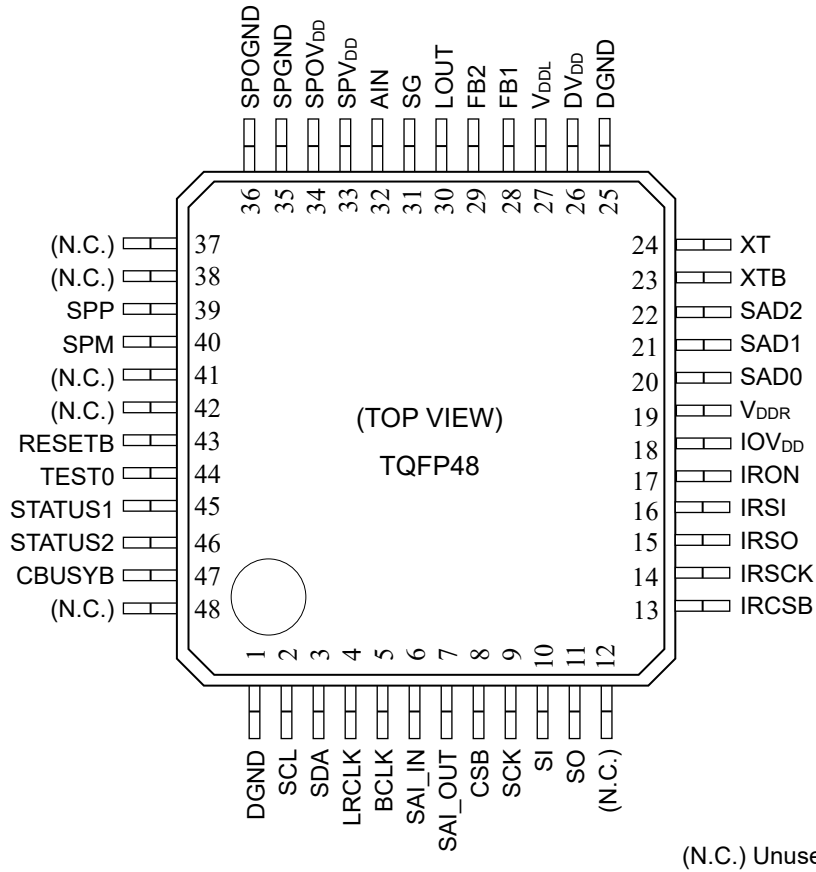 SPOGND
SPGND
SPOVDD
SPVDD
AIN
SG
LOUT
FB2
FB1
VDDL
DVDD
DGND
36
35
34
33
32
31
30
29
28
27
26
25
(N.C.) 37
(N.C.) 38
SPP 39
SPM 40
(N.C.) 41
(N.C.) 42
RESETB 43
TEST0 44
STATUS1 45
STATUS2 46
CBUSYB 47
(N.C.) 48
(TOP VIEW)
TQFP48
24 XT
23 XTB
22 SAD2
21 SAD1
20 SAD0
19 VDDR
18 IOVDD
17 IRON
16 IRSI
15 IRSO
14 IRSCK
13 IRCSB
1
2
3
4
5
6
7
8
9
10
11
12
DGND
SCL
SDA
LRCLK
BCLK
SAI_IN
SAI_OUT
CSB
SCK
SI
SO
(N.C.)
(N.C.) Unuse